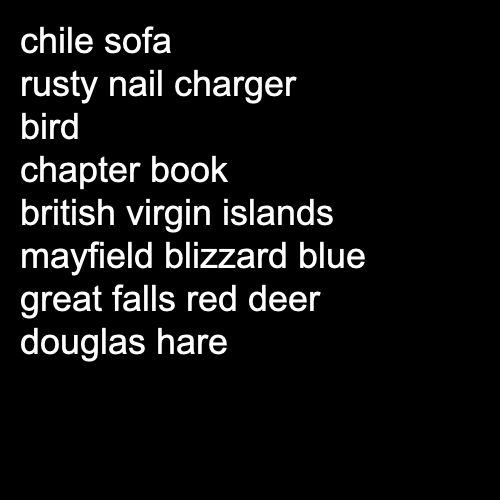 chile sofa
rusty nail charger
bird
chapter book
british virgin islands
mayfield blizzard blue
great falls red deer
douglas hare